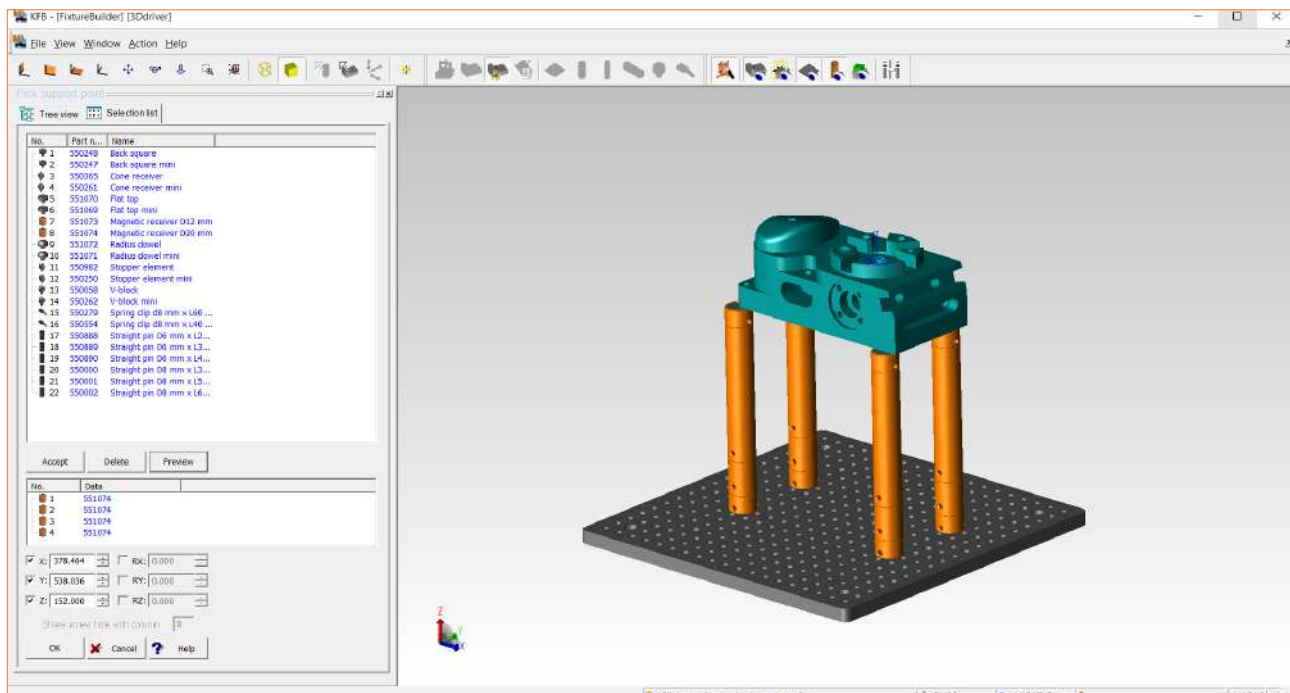 KFB - [FixtureBuilder] [3Ddriver]
File View Window Action Help
Pick support point
Tree view Selection list
No. Part n... Name
1 550248 Back square
2 550247 Back square mini
3 550365 Cone receiver
4 550261 Cone receiver mini
5 551070 Flat top
6 551069 Flat top mini
7 551073 Magnetic receiver D12 mm
8 551074 Magnetic receiver D20 mm
9 551072 Radius dowel
10 551071 Radius dowel mini
11 550982 Stopper element
12 550250 Stopper element mini
13 550058 V-block
14 550262 V-block mini
15 550279 Spring clip d8 mm x L60 ...
16 550554 Spring clip d8 mm x L40 ...
17 550888 Straight pin D6 mm x L2...
18 550889 Straight pin D6 mm x L3...
19 550890 Straight pin D6 mm x L4...
20 550000 Straight pin D8 mm x L3...
21 550001 Straight pin D8 mm x L5...
22 550002 Straight pin D8 mm x L6...
Accept Delete Preview
No. Data
1 551074
2 551074
3 551074
4 551074
X: 378.464 RX: 0.000
Y: 538.036 RY: 0.000
Z: 152.000 RZ: 0.000
Share screw hole with column
OK Cancel Help
Z
Y
X